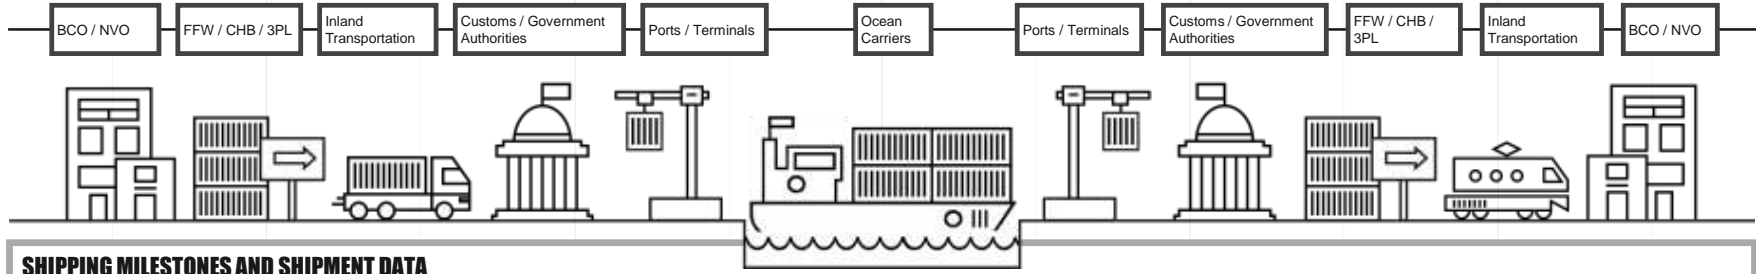 BCO / NVO
FFW / CHB / 3PL
Inland
Transportation
Customs / Government
Authorities
Ports / Terminals
Ocean
Carriers
Ports / Terminals
Customs / Government
Authorities
FFW / CHB /
3PL
Inland
Transportation
BCO / NVO
SHIPPING MILESTONES AND SHIPMENT DATA